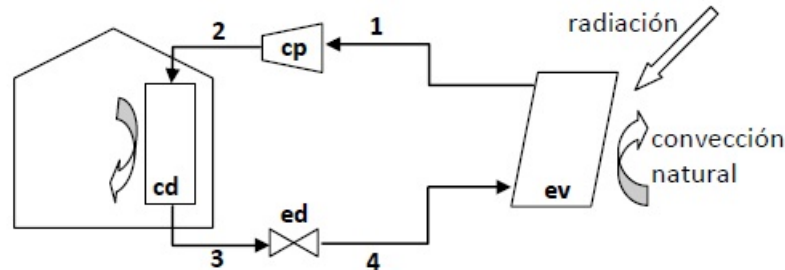 2
cp
1
radiación
convección
natural
cd
ev
ed
3
4